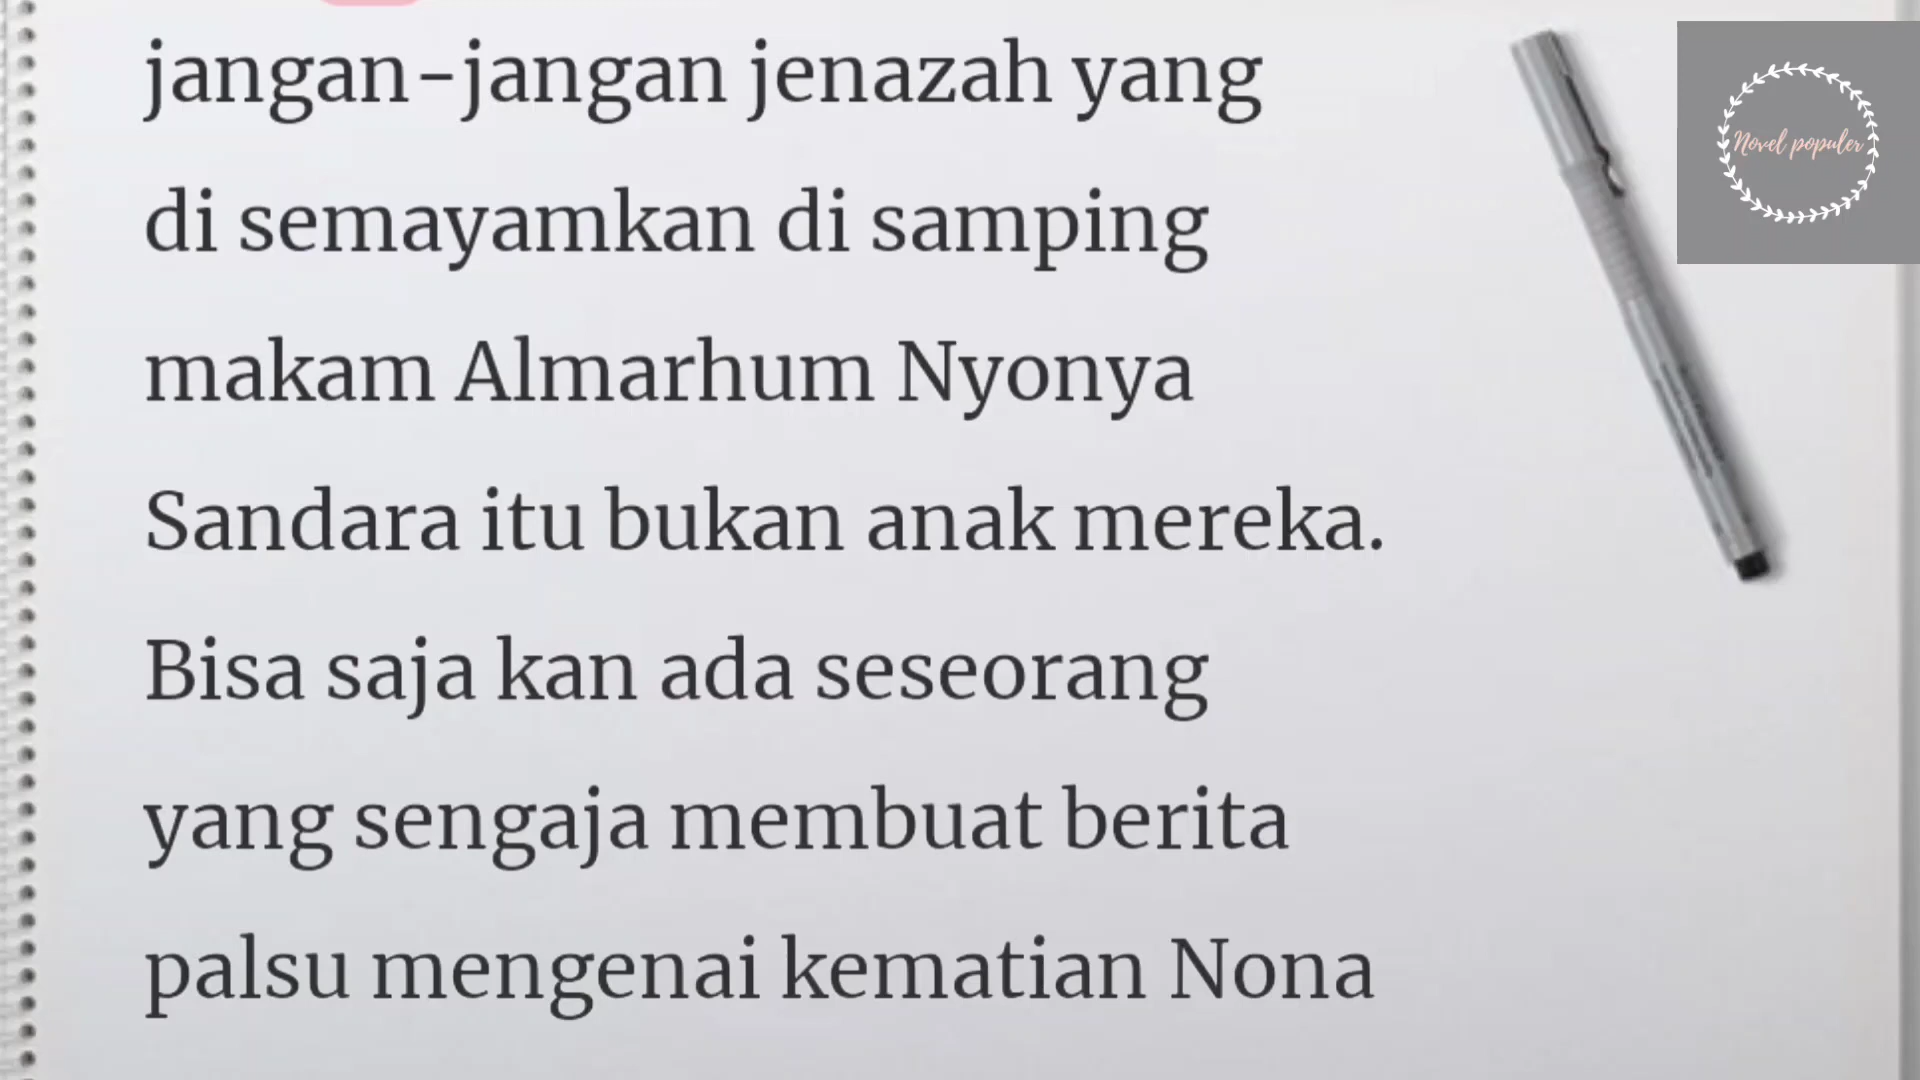 jangan-jangan jenazah yang
di semayamkan di samping
makam Almarhum Nyonya
Sandara itu bukan anak mereka.
Bisa saja kan ada seseorang
yang sengaja membuat berita
palsu mengenai kematian Nona
Novel populer